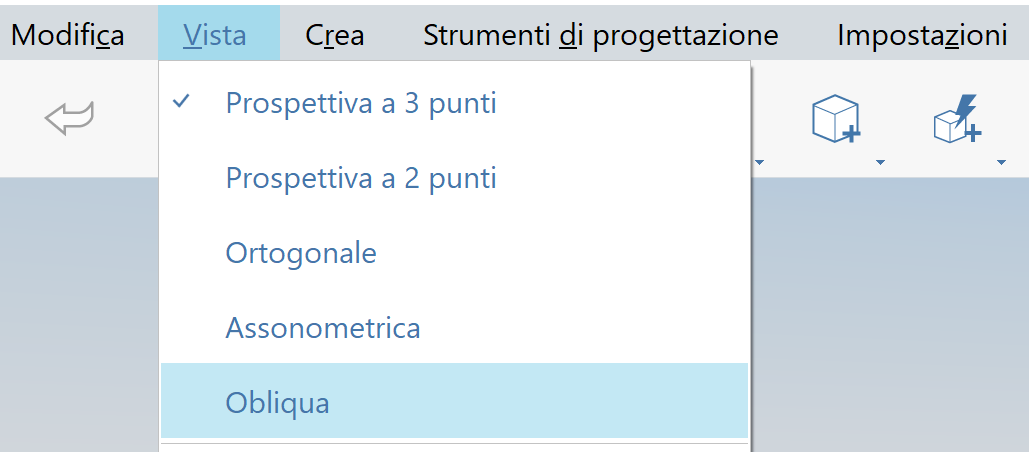 Modifica Vista Crea Strumenti di progettazione Impostazioni
Prospettiva a 3 punti
Prospettiva a 2 punti
Ortogonale
Assonometrica
Obliqua